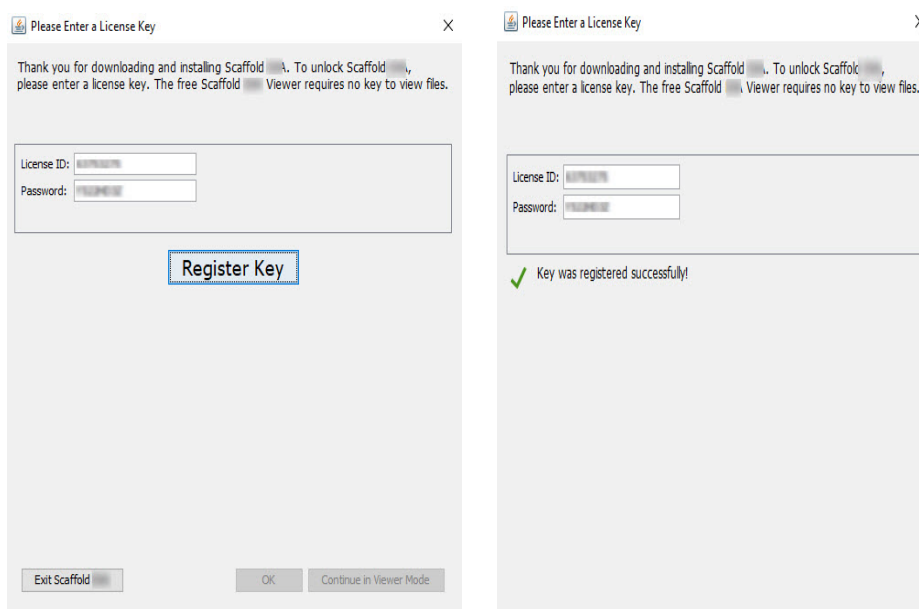 Please Enter a License Key
Thank you for downloading and installing Scaffold A. To unlock Scaffold ,
please enter a license key. The free Scaffold Viewer requires no key to view files.
License ID:
Password:
Register Key
Exit Scaffold
OK
Continue in Viewer Mode
Please Enter a License Key
Thank you for downloading and installing Scaffold . To unlock Scaffold ,
please enter a license key. The free Scaffold Viewer requires no key to view files.
License ID:
Password:
Key was registered successfully!